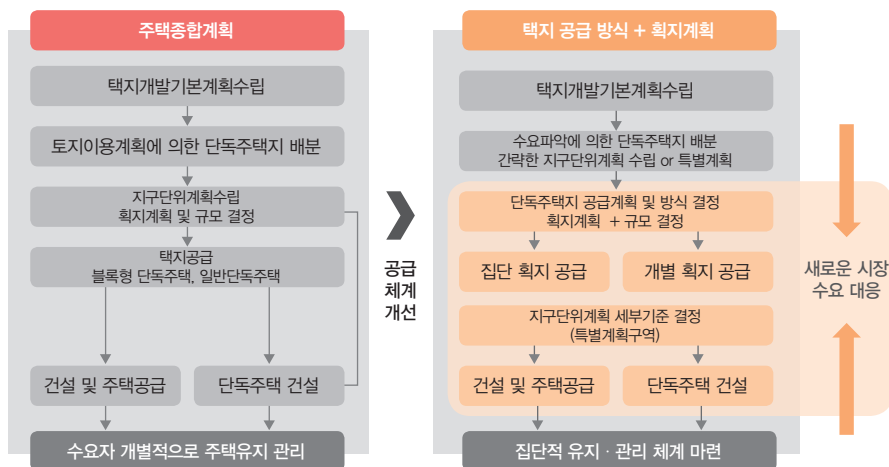 주택종합계획
택지개발기본계획수립
토지이용계획에 의한 단독주택지 배분
지구단위계획수립
획지계획 및 규모 결정
택지공급
블록형 단독주택, 일반단독주택
건설 및 주택공급
단독주택 건설
수요자 개별적으로 주택유지 관리
공급
체계
개선
택지 공급 방식 + 획지계획
택지개발기본계획수립
수요파악에 의한 단독주택지 배분
간략한 지구단위계획 수립 or 특별계획
단독주택지 공급계획 및 방식 결정
획지계획 + 규모 결정
집단 획지 공급
개별 획지 공급
지구단위계획 세부기준 결정
(특별계획구역)
건설 및 주택공급
단독주택 건설
집단적 유지 · 관리 체계 마련
새로운 시장
수요 대응